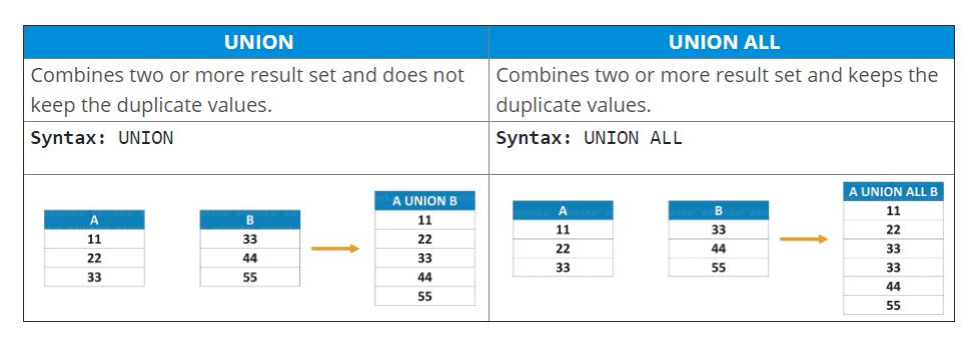 UNION
UNION ALL
Combines two or more result set and does not
keep the duplicate values.
Combines two or more result set and keeps the
duplicate values.
Syntax: UNION
Syntax: UNION ALL
A
11
22
33
B
33
44
55
A UNION B
11
22
33
44
55
A
11
22
33
B
33
44
55
A UNION ALL B
11
22
33
33
44
55